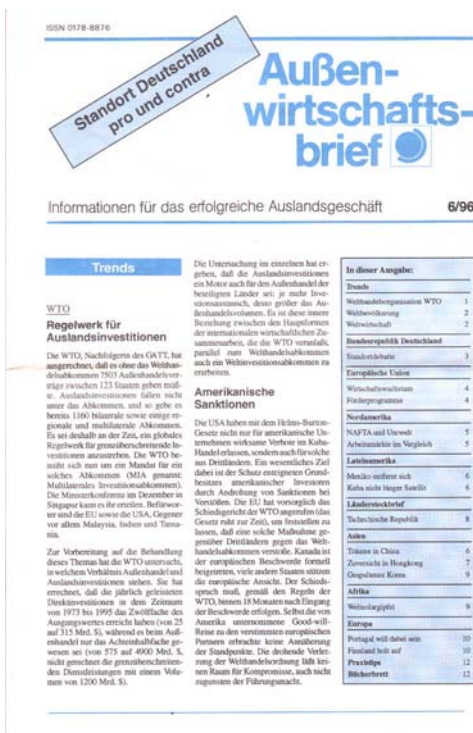 ISSN 0178-8876
Standort Deutschland
pro und contra
Außen-
wirtschafts-
brief
Informationen für das erfolgreiche Auslandsgeschäft
6/96
Trends
WTO
Regelwerk für
Auslandsinvestitionen
Die WTO, Nachfolgerin des GATT, hat
ausgerechnet, daß es ohne das Welthan-
delsabkommen 7503 Außenhandelsver-
träge zwischen 123 Staaten geben müß-
te. Auslandsinvestitionen fallen nicht
unter das Abkommen, und so gebe es
bereits 1160 bilaterale sowie einige re-
gionale und multilaterale Abkommen.
Es sei deshalb an der Zeit, ein globales
Regelwerk für grenzüberschreitende In-
vestitionen anzustreben. Die WTO be-
müht sich nun um ein Mandat für ein
solches Abkommen (MIA genannt:
Multilaterales Investitionsabkommen).
Die Ministerkonferenz im Dezember in
Singapur kann es ihr erteilen. Befürwor-
ter sind die EU sowie die USA, Gegener
vor allem Malaysia, Indien und Tansa-
nia.
Zur Vorbereitung auf die Behandlung
dieses Themas hat die WTO untersucht,
in welchem Verhältnis Außenhandel und
Auslandsinvestitionen stehen. Sie hat
errechnet, daß die jährlich geleisteten
Direktinvestitionen in dem Zeitraum
von 1973 bis 1995 das Zwölffache des
Ausgangswertes erreicht haben (von 25
auf 315 Mrd. $), während es beim Auß-
enhandel nur das Achteinhalbfache ge-
wesen sei (von 575 auf 4900 Mrd. $,
nicht gerechnet die grenzüberschreiten-
den Dienstleistungen mit einem Volu-
men von 1200 Mrd. $).
Die Untersuchung im einzelnen hat er-
geben, daß die Auslandsinvestitionen
ein Motor auch für den Außenhandel der
beteiligten Länder sei: je mehr Inve-
stitionsaustausch, desto größer das Au-
ßenhandelsvolumen. Es ist diese innere
Beziehung zwischen den Hauptformen
der internationalen wirtschaftlichen Zu-
sammenarbeit, die die WTO veranlaßt,
parallel zum Welthandelsabkommen
auch ein Weltinvestitionsabkommen zu
erarbeiten.
Amerikanische
Sanktionen
Die USA haben mit dem Helms-Burton-
Gesetz nicht nur für amerikanische Un-
ternehmen wirksame Verbote im Kuba-
Handel erlassen, sondern auch für solche
aus Drittländern. Ein wesentliches Ziel
dabei ist der Schutz enteigneten Grund-
besitzes amerikanischer Investoren
durch Androhung von Sanktionen bei
Verstößen. Die EU hat vorsorglich das
Schiedsgericht der WTO angerufen (das
Gesetz ruht zur Zeit), um feststellen zu
lassen, daß eine solche Maßnahme ge-
genüber Drittländern gegen das Welt-
handelsabkommen verstoße. Kanada ist
der europäischen Beschwerde formell
beigetreten, viele andere Staaten stützen
die europäische Ansicht. Der Schieds-
spruch muß, gemäß den Regeln der
WTO, binnen 18 Monaten nach Eingang
der Beschwerde erfolgen. Selbst die von
Amerika unternommene Good-will-
Reise zu den verstimmten europäischen
Partnern erbrachte keine Annäherung
der Standpunkte. Die drohende Verlet-
zung der Welthandelsordnung läßt kei-
nen Raum für Kompromisse, auch nicht
zugunsten der Führungsmacht.
In dieser Ausgabe:
Trends
Welthandelsorganisation WTO 1
Weltbevölkerung 2
Weltwirtschaft 2
Bundesrepublik Deutschland
Standortdebatte 3
Europäische Union
Wirtschaftswachstum 4
Förderprogramme 4
Nordamerika
NAFTA und Umwelt 5
Arbeitsmärkte im Vergleich 5
Lateinamerika
Mexiko entfernt sich 6
Kuba nicht länger Satellit 6
Ländersteckbrief
Tschechische Republik 8
Asien
Träume in China 6
Zuversicht in Hongkong 7
Gespaltenes Korea 9
Afrika
Weltsolargipfel 9
Europa
Portugal will dabei sein 10
Finnland holt auf 10
Praxistips 12
Bücherbrett 12